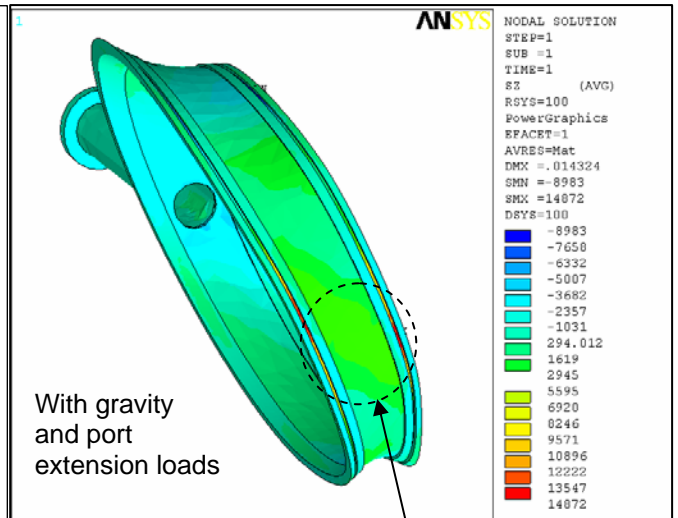 1
ANSYS
NODAL SOLUTION
STEP=1
SUB =1
TIME=1
SZ (AVG)
RSYS=100
PowerGraphics
EFACET=1
AVRES=Mat
DMX =.014324
SMN =-8983
SMX =14872
DSYS=100
-8983
-7658
-6332
-5007
-3682
-2357
-1031
294.012
1619
2945
5595
6920
8246
9571
10896
12222
13547
14872
With gravity
and port
extension loads